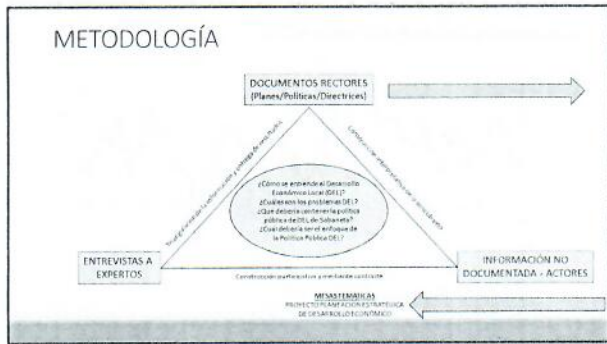 METODOLOGÍA
DOCUMENTOS RECTORES
(Planes/Políticas/Directrices)
¿Cómo se entiende el Desarrollo
Económico Local (DEL)?
¿Cuáles son los problemas DEL?
¿Qué debería contener la política
pública de DEL de Sabaneta?
¿Cuál debería ser el enfoque de
la Política Pública DEL?
ENTREVISTAS A
EXPERTOS
INFORMACIÓN NO
DOCUMENTADA - ACTORES
Construcción participativa y mediante contraste
MESAS TEMÁTICAS
PROYECTO PLANEACIÓN ESTRATÉGICA
DE DESARROLLO ECONÓMICO